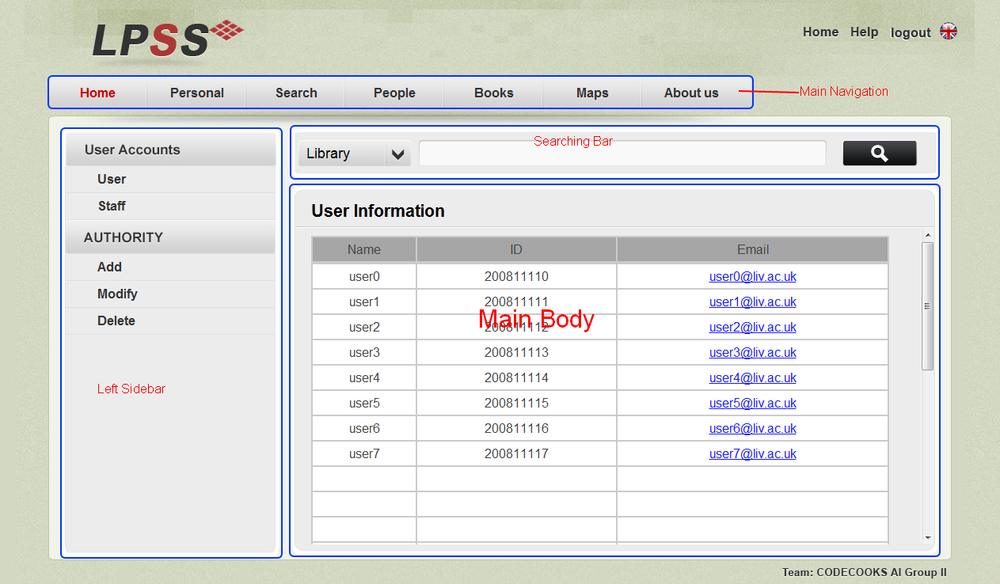 LPSS
Home Help logout
Home Personal Search People Books Maps About us
Main Navigation
User Accounts
User
Staff
AUTHORITY
Add
Modify
Delete
Left Sidebar
Searching Bar
Library
User Information
Name ID Email
user0 200811110 user0@liv.ac.uk
user1 200811111 user1@liv.ac.uk
Main Body
user2 200811112 user2@liv.ac.uk
user3 200811113 user3@liv.ac.uk
user4 200811114 user4@liv.ac.uk
user5 200811115 user5@liv.ac.uk
user6 200811116 user6@liv.ac.uk
user7 200811117 user7@liv.ac.uk
Team: CODECOOKS AI Group II